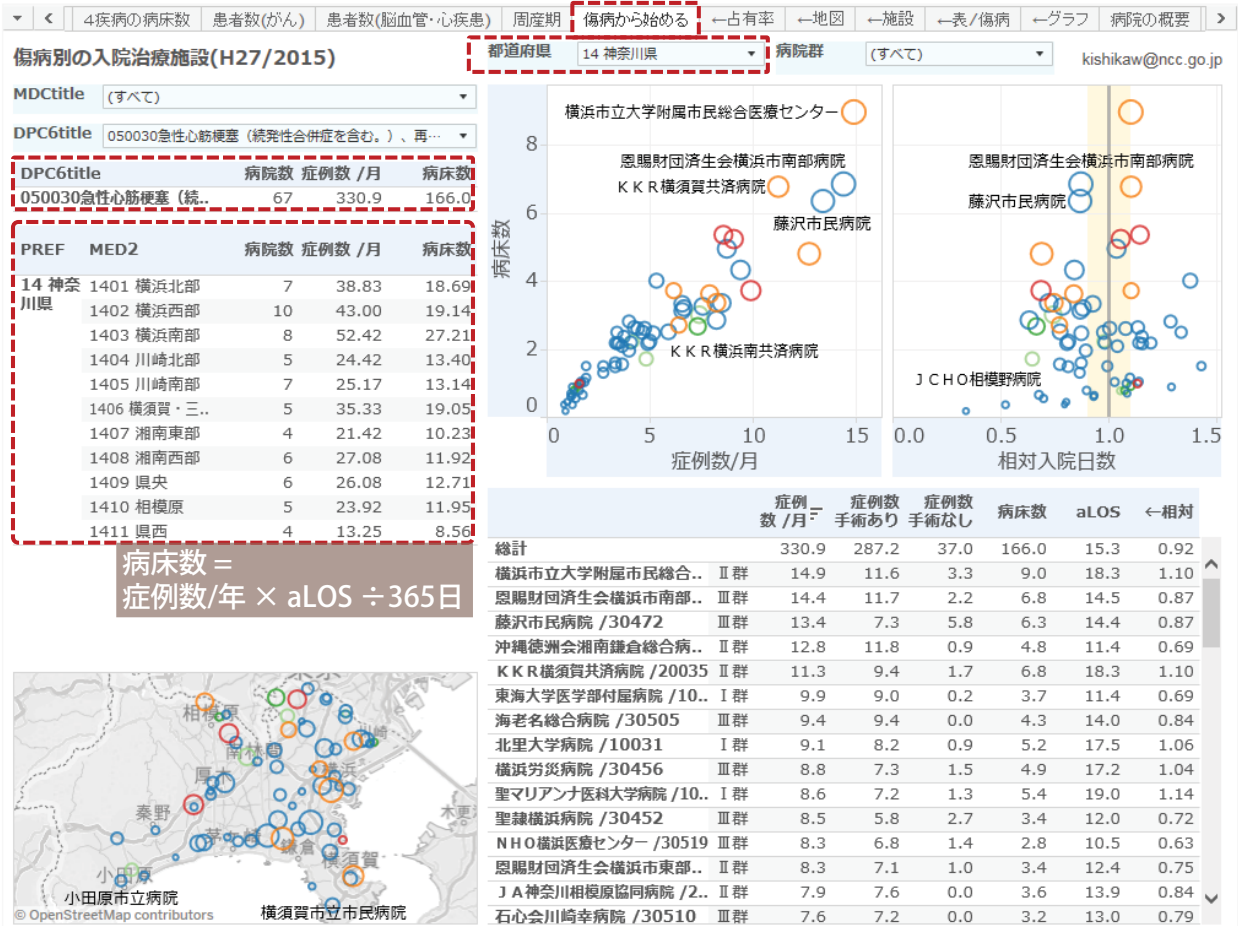 4疾病の病床数 患者数(がん) 患者数(脳血管･心疾患) 周産期 傷病から始める ←占有率 ←地図 ←施設 ←表/傷病 ←グラフ 病院の概要
傷病別の入院治療施設(H27/2015)
都道府県 14 神奈川県 病院群 (すべて) kishikaw@ncc.go.jp
MDCtitle (すべて)
DPC6title 050030急性心筋梗塞（続発性合併症を含む。）、再…
DPC6title 病院数 症例数 /月 病床数
050030急性心筋梗塞（続.. 67 330.9 166.0
PREF MED2 病院数 症例数 /月 病床数
14 神奈川県
1401 横浜北部 7 38.83 18.69
1402 横浜西部 10 43.00 19.14
1403 横浜南部 8 52.42 27.21
1404 川崎北部 5 24.42 13.40
1405 川崎南部 7 25.17 13.14
1406 横須賀・三.. 5 35.33 19.05
1407 湘南東部 4 21.42 10.23
1408 湘南西部 6 27.08 11.92
1409 県央 6 26.08 12.71
1410 相模原 5 23.92 11.95
1411 県西 4 13.25 8.56
病床数 =
症例数/年 × aLOS ÷365日
横浜市立大学附属市民総合医療センター
恩賜財団済生会横浜市南部病院
ＫＫＲ横須賀共済病院
藤沢市民病院
ＫＫＲ横浜南共済病院
病床数
8
6
4
2
0
0 5 10 15
症例数/月
恩賜財団済生会横浜市南部病院
藤沢市民病院
ＪＣＨＯ相模野病院
0.0 0.5 1.0 1.5
相対入院日数
症例数 /月 症例数 手術あり 症例数 手術なし 病床数 aLOS ←相対
総計 330.9 287.2 37.0 166.0 15.3 0.92
横浜市立大学附属市民総合.. Ⅱ群 14.9 11.6 3.3 9.0 18.3 1.10
恩賜財団済生会横浜市南部.. Ⅲ群 14.4 11.7 2.2 6.8 14.5 0.87
藤沢市民病院 /30472 Ⅲ群 13.4 7.3 5.8 6.3 14.4 0.87
沖縄徳洲会湘南鎌倉総合病.. Ⅱ群 12.8 11.8 0.9 4.8 11.4 0.69
ＫＫＲ横須賀共済病院 /20035 Ⅱ群 11.3 9.4 1.7 6.8 18.3 1.10
東海大学医学部付属病院 /10.. Ⅰ群 9.9 9.0 0.2 3.7 11.4 0.69
海老名総合病院 /30505 Ⅲ群 9.4 9.4 0.0 4.3 14.0 0.84
北里大学病院 /10031 Ⅰ群 9.1 8.2 0.9 5.2 17.5 1.06
横浜労災病院 /30456 Ⅲ群 8.8 7.3 1.5 4.9 17.2 1.04
聖マリアンナ医科大学病院 /10.. Ⅰ群 8.6 7.2 1.3 5.4 19.0 1.14
聖隷横浜病院 /30452 Ⅲ群 8.5 5.8 2.7 3.4 12.0 0.72
ＮＨＯ横浜医療センター /30519 Ⅲ群 8.3 6.8 1.4 2.8 10.5 0.63
恩賜財団済生会横浜市東部.. Ⅲ群 8.3 7.1 1.0 3.4 12.4 0.75
ＪＡ神奈川相模原協同病院 /2.. Ⅱ群 7.9 7.6 0.0 3.6 13.9 0.84
石心会川崎幸病院 /30510 Ⅲ群 7.6 7.2 0.0 3.2 13.0 0.79
相模原
川崎
南林間
厚木
横浜
秦野
木更
茅ヶ崎
鎌倉
横須賀
小田原
小田原市立病院
横須賀市立市民病院
© OpenStreetMap contributors